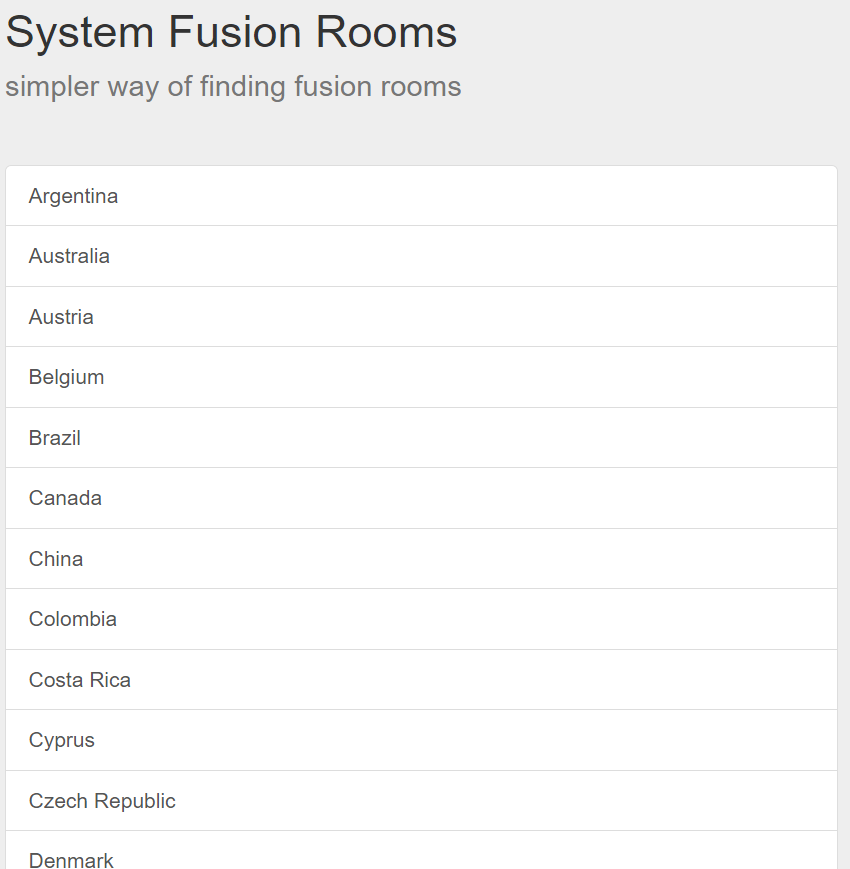 System Fusion Rooms
simpler way of finding fusion rooms
Argentina
Australia
Austria
Belgium
Brazil
Canada
China
Colombia
Costa Rica
Cyprus
Czech Republic
Denmark